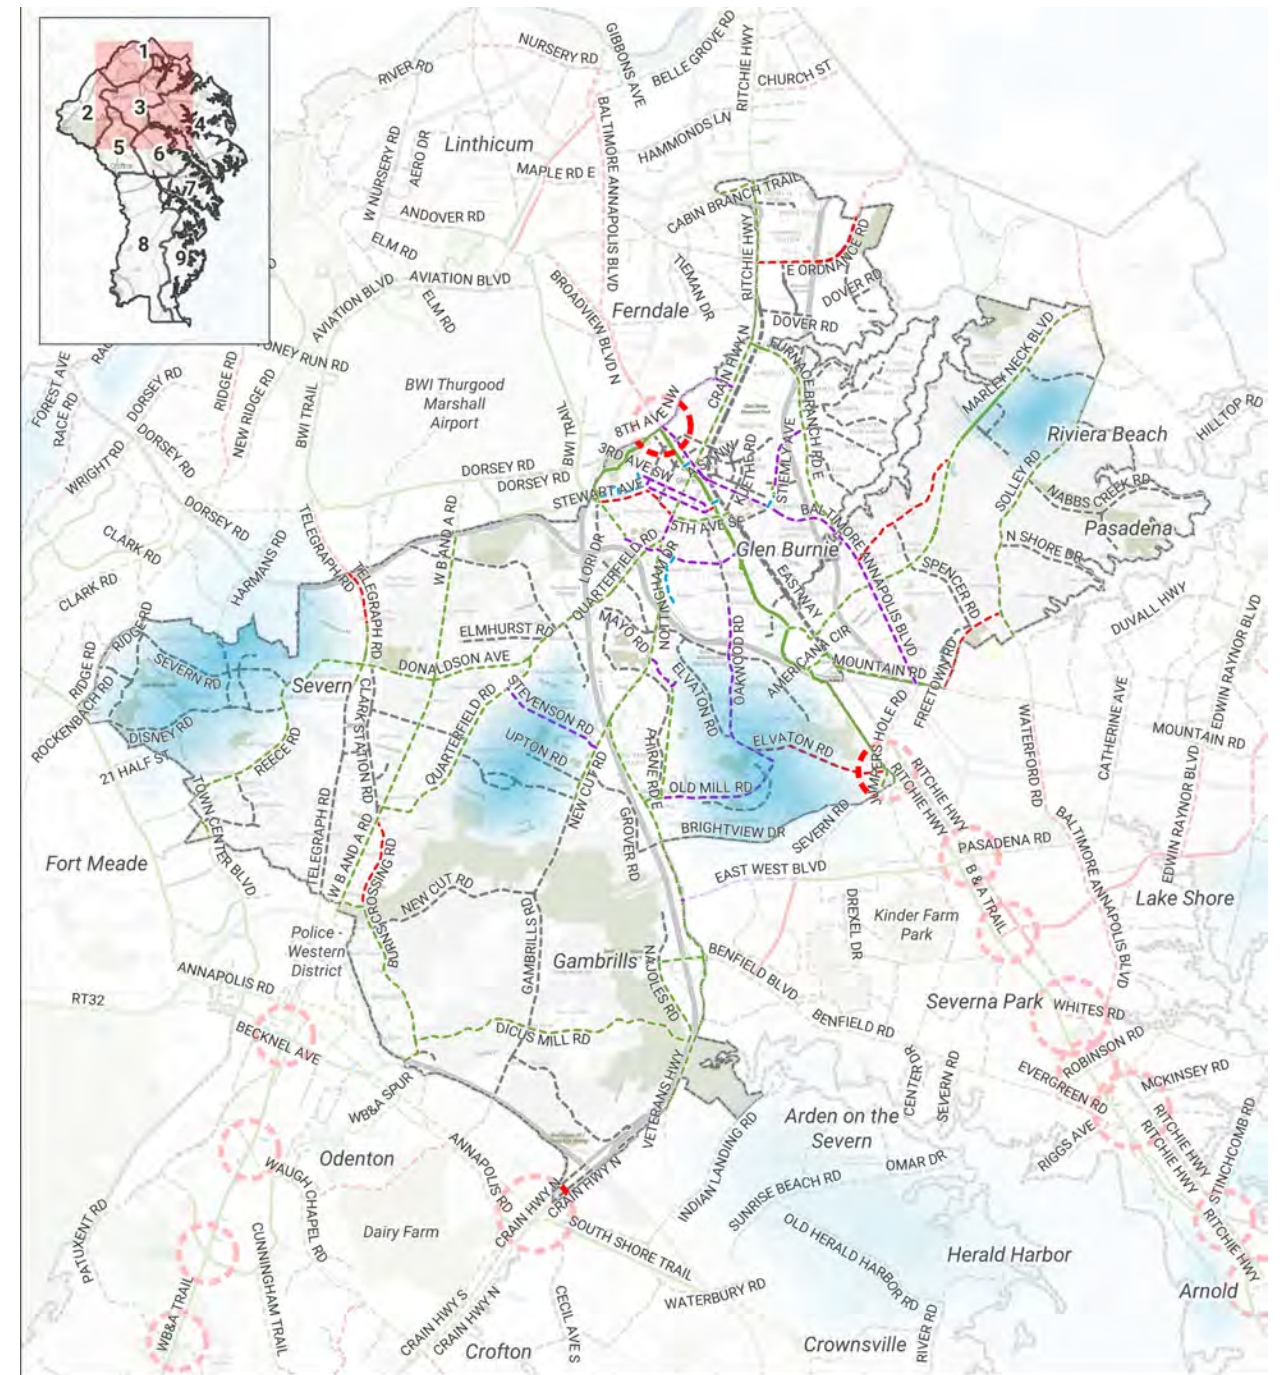 1
2
3
4
5
6
7
8
9
NURSERY RD
GIBBONS AVE
BELLE GROVE RD
RITCHIE HWY
CHURCH ST
RIVER RD
HAMMONDS LN
Linthicum
W NURSERY RD
AERO DR
BALTIMORE ANNAPOLIS BLVD
MAPLE RD E
CABIN BRANCH TRAIL
ANDOVER RD
ELM RD
RITCHIE HWY
E ORDNANCE RD
AVIATION BLVD
AVIATION BLVD
ELM RD
BROADVIEW BLVD N
TIEMAN DR
DOVER RD
Ferndale
DOVER RD
FOREST AVE
RACE RD
DORSEY RD
RIDGE RD
NEW RIDGE RD
BWI TRAIL
BWI Thurgood
Marshall
Airport
CRAIN HWY N
FURNACE BRANCH RD E
MARLEY NECK BLVD
HILLTOP RD
Riviera Beach
8TH AVE NW
WRIGHT RD
DORSEY RD
BWI TRAIL
DORSEY RD
DORSEY RD
3RD AVE SW
KUETHE RD
STEMLY AVE
SOLLEY RD
NABBS CREEK RD
STEWART AVE
5TH AVE SE
Pasadena
DORSEY RD
TELEGRAPH RD
W B AND A RD
Glen Burnie
BALTIMORE ANNAPOLIS BLVD
N SHORE DR
CLARK RD
CLARK RD
HARMANS RD
LORI DR
QUARTERFIELD RD
NOTTINGHAM DR
EASTWAY
SPENCER RD
DUVALL HWY
RIDGE RD
RIDGE RD
TELEGRAPH RD
ELMHURST RD
MAYO RD
OAKWOOD RD
AMERICANA CIR
MOUNTAIN RD
FREETOWN RD
EDWIN RAYNOR BLVD
SEVERN RD
Severn
DONALDSON AVE
ELVATON RD
ROCKENBACH RD
DISNEY RD
21 HALF ST
REECE RD
CLARK STATION RD
QUARTERFIELD RD
STEVENSON RD
UPTON RD
PHIRNE RD E
ELVATON RD
WATERFORD RD
CATHERINE AVE
MOUNTAIN RD
OLD MILL RD
RITCHIE HWY
RITCHIE HWY
TOWN CENTER BLVD
TELEGRAPH RD
NEW CUT RD
GROVER RD
BRIGHTVIEW DR
SEVERN RD
PASADENA RD
EDWIN RAYNOR BLVD
BALTIMORE ANNAPOLIS BLVD
Fort Meade
W B AND A RD
BURNS CROSSING RD
NEW CUT RD
EAST WEST BLVD
B & A TRAIL
Lake Shore
Police -
Western
District
GAMBRILLS RD
DREXEL DR
Kinder Farm
Park
Gambrills
NAJOLES RD
BENFIELD BLVD
ANNAPOLIS RD
RT32
Severna Park
WHITES RD
BECKNEL AVE
DICUS MILL RD
BENFIELD RD
ROBINSON RD
WB&A SPUR
VETERANS HWY
CENTER DR
SEVERN RD
EVERGREEN RD
MCKINSEY RD
Arden on the
Severn
RIGGS AVE
RITCHIE HWY
RITCHIE HWY
STINCHCOMB RD
Odenton
ANNAPOLIS RD
INDIAN LANDING RD
OMAR DR
WAUGH CHAPEL RD
CRAIN HWY N
CRAIN HWY N
SUNRISE BEACH RD
PATUXENT RD
Dairy Farm
SOUTH SHORE TRAIL
OLD HERALD HARBOR RD
Herald Harbor
RITCHIE HWY
CUNNINGHAM TRAIL
WATERBURY RD
Arnold
WB&A TRAIL
CRAIN HWY S
CRAIN HWY N
CECIL AVE S
RIVER RD
Crofton
Crownsville